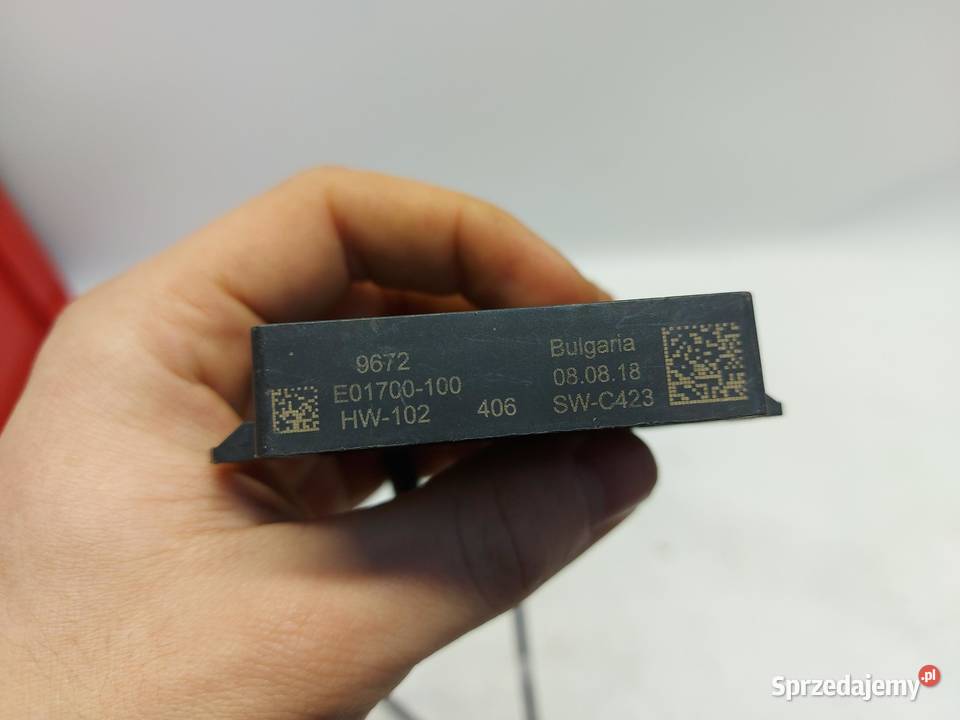 9672
E01700-100
HW-102
406
Bulgaria
08.08.18
SW-C423
Sprzedajemy.pl